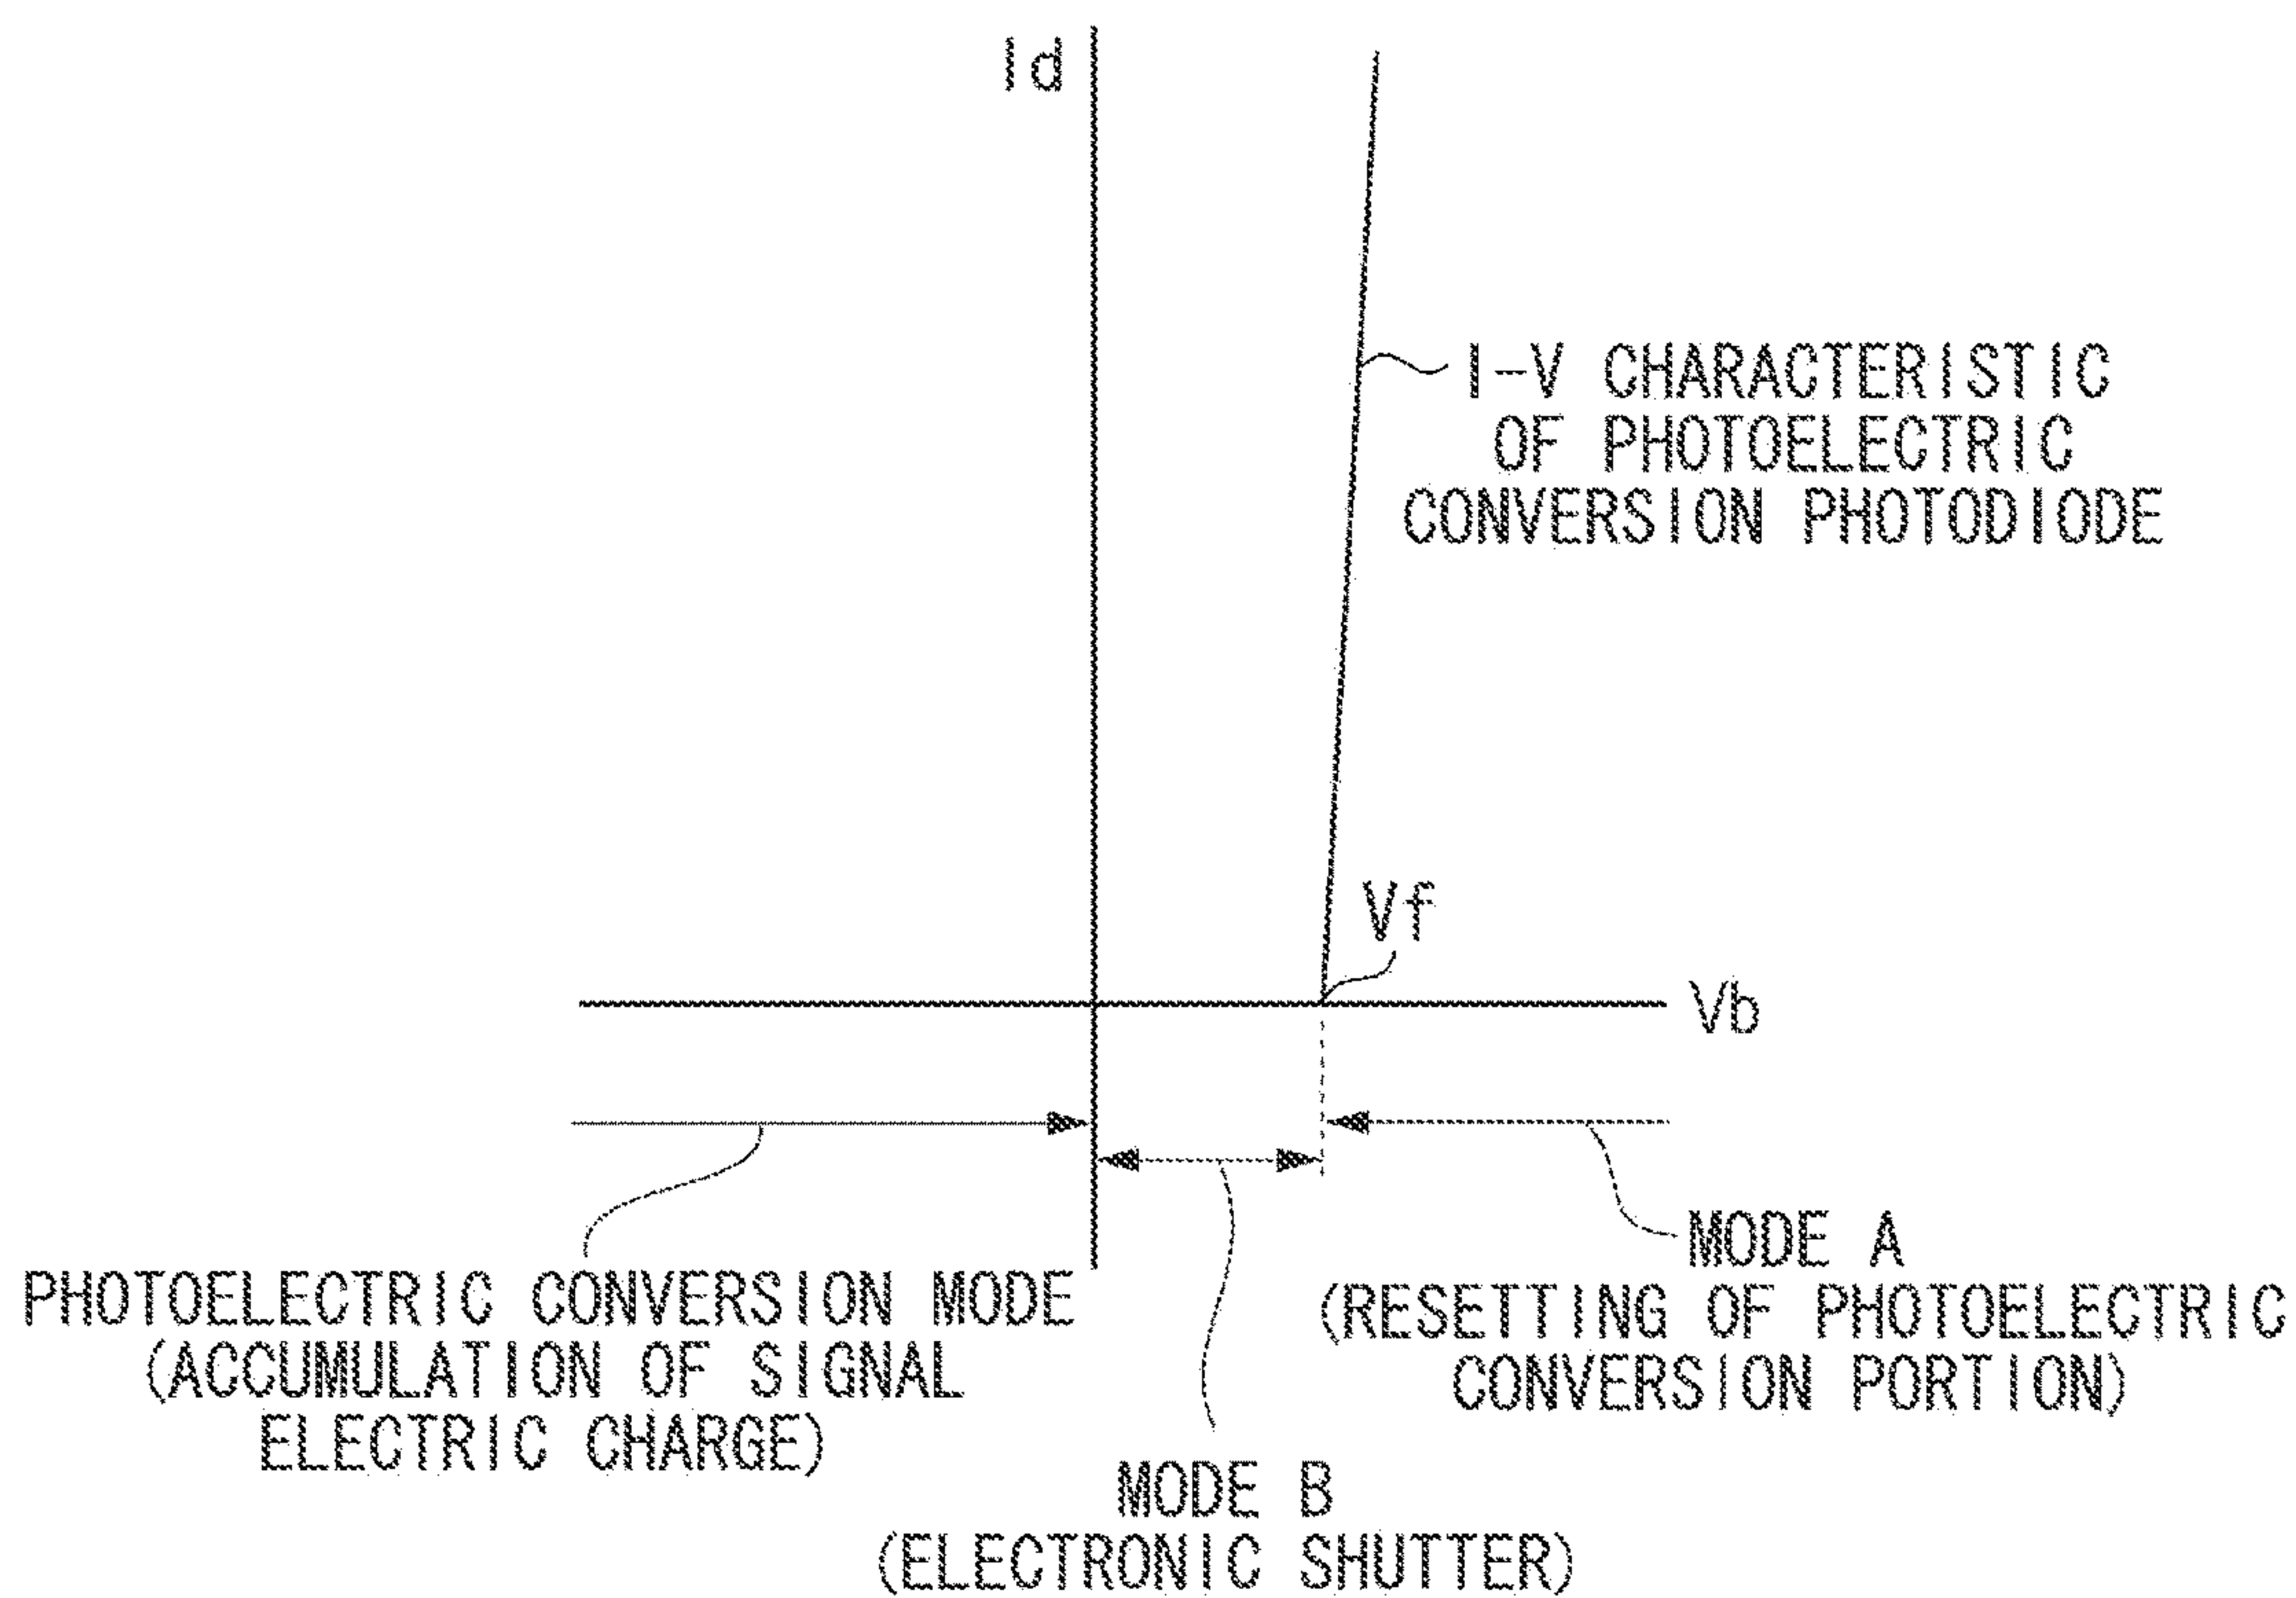 Id
I-V CHARACTERISTIC
OF PHOTOELECTRIC
CONVERSION PHOTODIODE
Vf
Vb
MODE A
(RESETTING OF PHOTOELECTRIC
CONVERSION PORTION)
PHOTOELECTRIC CONVERSION MODE
(ACCUMULATION OF SIGNAL
ELECTRIC CHARGE)
MODE B
(ELECTRONIC SHUTTER)